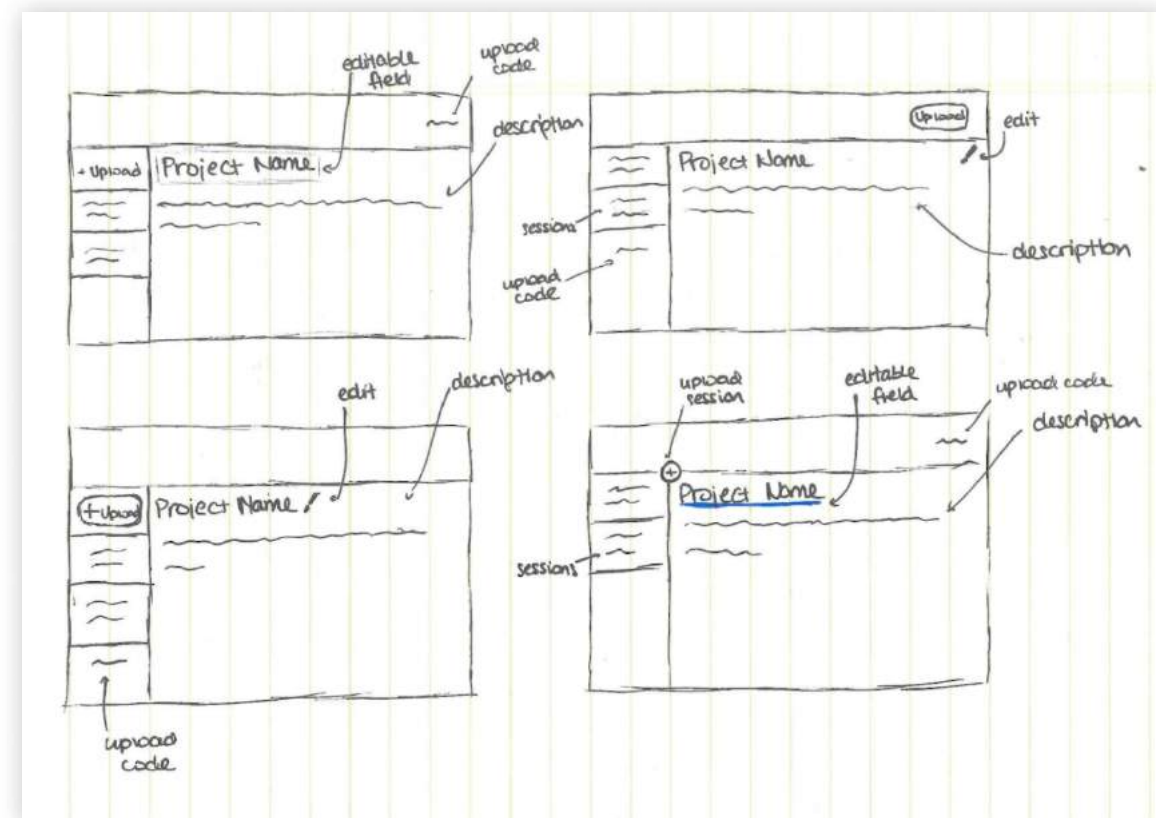 editable
field
upload
code
description
+ Upload
Project Name
Upload
edit
Project Name
sessions
description
upload
code
edit
description
+ Upload
Project Name
upload
code
upload
session
editable
field
upload code
description
Project Name
sessions